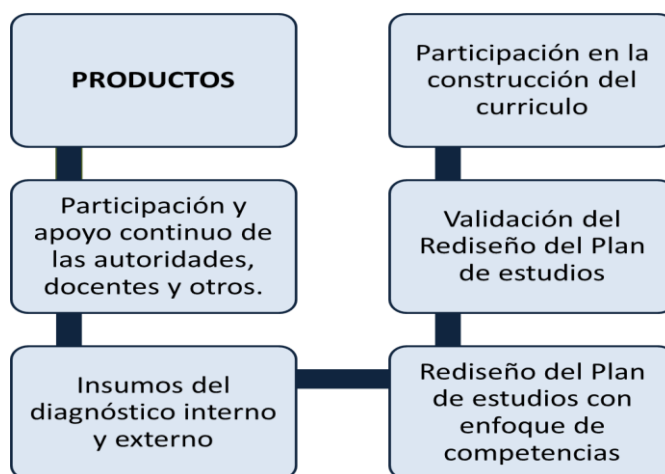 PRODUCTOS
Participación y
apoyo continuo de
las autoridades,
docentes y otros.
Insumos del
diagnóstico interno
y externo
Rediseño del Plan
de estudios con
enfoque de
competencias
Validación del
Rediseño del Plan
de estudios
Participación en la
construcción del
curriculo